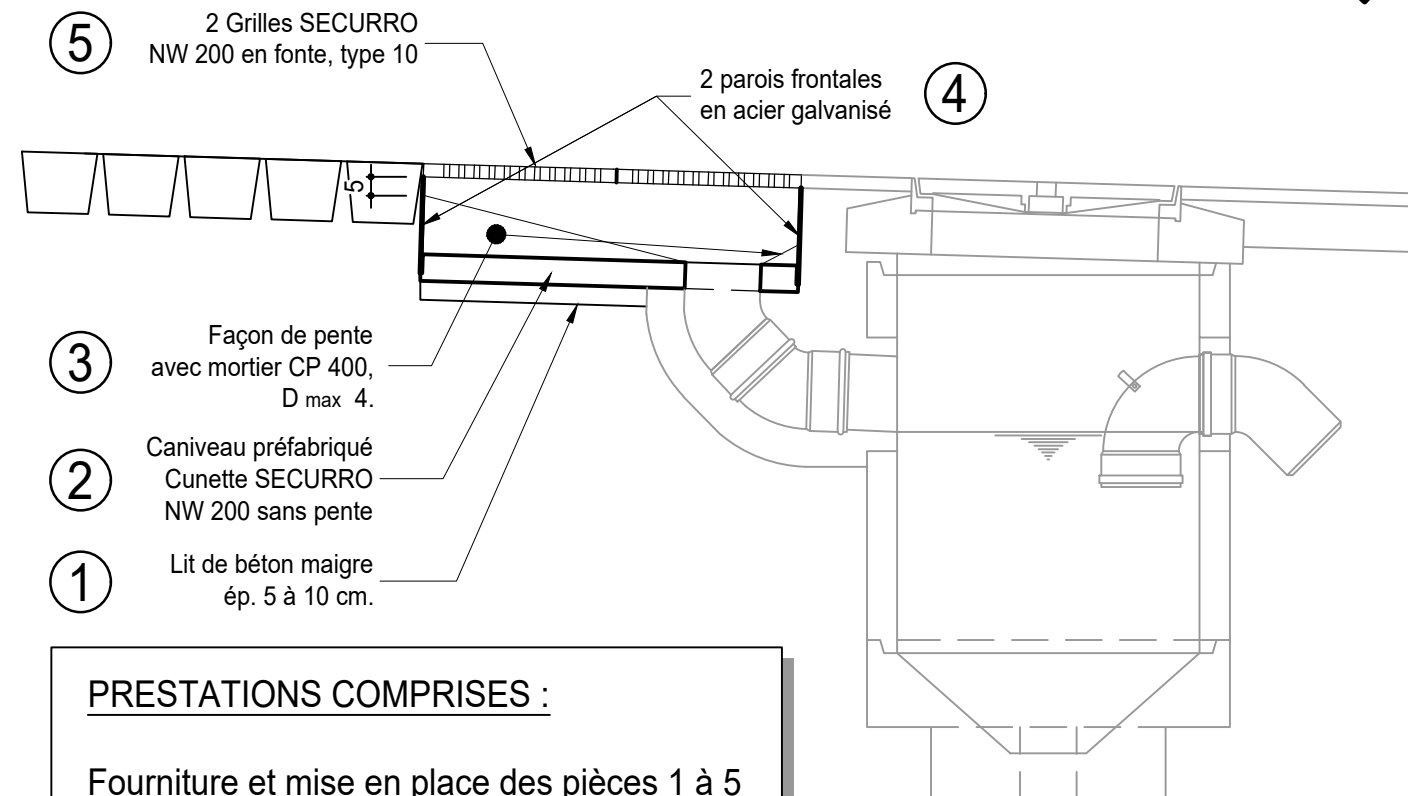 5
2 Grilles SECURRO
NW 200 en fonte, type 10
2 parois frontales
en acier galvanisé
4
5
3
Façon de pente
avec mortier CP 400,
D max 4.
2
Caniveau préfabriqué
Cunette SECURRO
NW 200 sans pente
1
Lit de béton maigre
ép. 5 à 10 cm.
PRESTATIONS COMPRISES :
Fourniture et mise en place des pièces 1 à 5